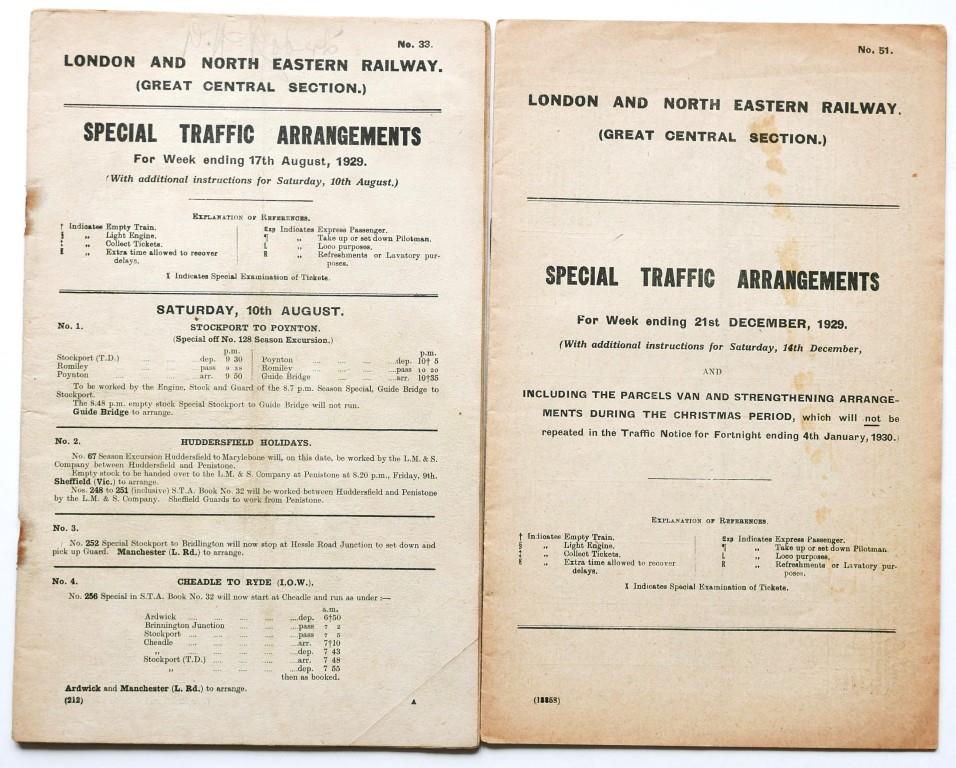 No. 33.
LONDON AND NORTH EASTERN RAILWAY.
(GREAT CENTRAL SECTION.)
SPECIAL TRAFFIC ARRANGEMENTS
For Week ending 17th August, 1929.
(With additional instructions for Saturday, 10th August.)
EXPLANATION OF REFERENCES.
† Indicates Empty Train.
§ „ Light Engine.
‡ „ Collect Tickets.
E „ Extra time allowed to recover
delays.
Exp Indicates Express Passenger.
¶ „ Take up or set down Pilotman.
L „ Loco purposes.
R „ Refreshments or Lavatory pur-
poses.
X Indicates Special Examination of Tickets.
SATURDAY, 10th AUGUST.
No. 1. STOCKPORT TO POYNTON.
(Special off No. 128 Season Excursion.)
p.m.
Stockport (T.D.) .... .... dep. 9 30
Romiley .... .... pass 9 38
Poynton .... .... arr. 9 50
p.m.
Poynton .... .... .... dep. 10† 5
Romiley .... .... .... pass 10 20
Guide Bridge .... .... arr. 10†35
To be worked by the Engine, Stock and Guard of the 8.7 p.m. Season Special, Guide Bridge to
Stockport.
The 8.48 p.m. empty stock Special Stockport to Guide Bridge will not run.
Guide Bridge to arrange.
No. 2. HUDDERSFIELD HOLIDAYS.
No. 67 Season Excursion Huddersfield to Marylebone will, on this date, be worked by the L.M. & S.
Company between Huddersfield and Penistone.
Empty stock to be handed over to the L.M. & S. Company at Penistone at 8.20 p.m., Friday, 9th.
Sheffield (Vic.) to arrange.
Nos. 248 to 251 (inclusive) S.T.A. Book No. 32 will be worked between Huddersfield and Penistone
by the L.M. & S. Company. Sheffield Guards to work from Penistone.
No. 3.
No. 252 Special Stockport to Bridlington will now stop at Hessle Road Junction to set down and
pick up Guard. Manchester (L. Rd.) to arrange.
No. 4. CHEADLE TO RYDE (I.O.W.).
No. 256 Special in S.T.A. Book No. 32 will now start at Cheadle and run as under :—
a.m.
Ardwick .... .... .... .... ....dep. 6†50
Brinnington Junction .... .... ....pass 7 2
Stockport .... .... .... .... ....pass 7 5
Cheadle .... .... .... .... ....arr. 7†10
„ .... .... .... .... ....dep. 7 43
Stockport (T.D.) .... .... .... ....arr. 7 48
„ .... .... .... ....dep. 7 55
then as booked.
Ardwick and Manchester (L. Rd.) to arrange.
(212) A
No. 51.
LONDON AND NORTH EASTERN RAILWAY.
(GREAT CENTRAL SECTION.)
SPECIAL TRAFFIC ARRANGEMENTS
For Week ending 21st DECEMBER, 1929.
(With additional instructions for Saturday, 14th December,
AND
INCLUDING THE PARCELS VAN AND STRENGTHENING ARRANGE-
MENTS DURING THE CHRISTMAS PERIOD, which will not be
repeated in the Traffic Notice for Fortnight ending 4th January, 1930.)
EXPLANATION OF REFERENCES.
† Indicates Empty Train.
§ „ Light Engine.
‡ „ Collect Tickets.
E „ Extra time allowed to recover
delays.
Exp Indicates Express Passenger.
¶ „ Take up or set down Pilotman.
L „ Loco purposes.
R „ Refreshments or Lavatory pur-
poses.
X Indicates Special Examination of Tickets.